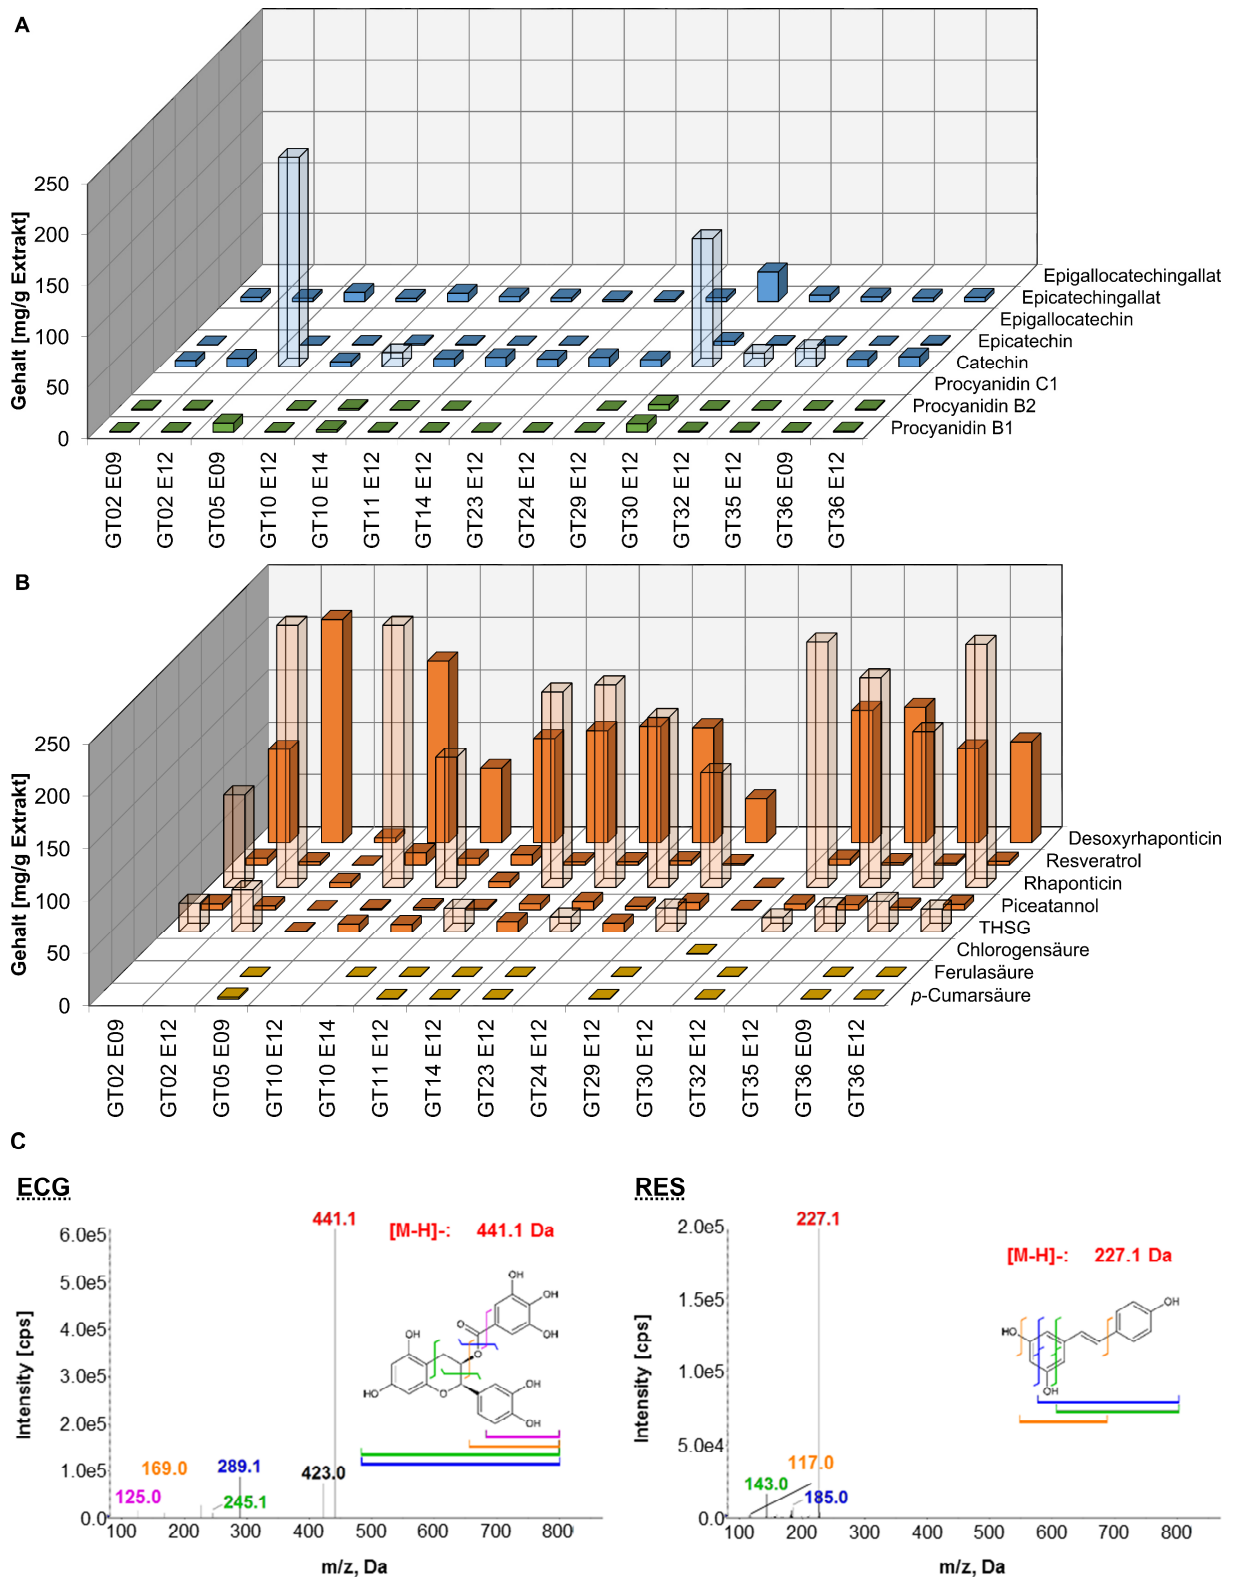 A
250
200
150
100
50
0
Gehalt [mg/g Extrakt]
Epigallocatechingallat
Epicatechingallat
Epigallocatechin
Epicatechin
Catechin
Procyanidin C1
Procyanidin B2
Procyanidin B1
GT02 E09
GT02 E12
GT05 E09
GT10 E12
GT10 E14
GT11 E12
GT14 E12
GT23 E12
GT24 E12
GT29 E12
GT30 E12
GT32 E12
GT35 E12
GT36 E09
GT36 E12
B
250
200
150
100
50
0
Gehalt [mg/g Extrakt]
Desoxyrhaponticin
Resveratrol
Rhaponticin
Piceatannol
THSG
Chlorogensäure
Ferulasäure
p-Cumarsäure
GT02 E09
GT02 E12
GT05 E09
GT10 E12
GT10 E14
GT11 E12
GT14 E12
GT23 E12
GT24 E12
GT29 E12
GT30 E12
GT32 E12
GT35 E12
GT36 E09
GT36 E12
C
ECG
441.1
[M-H]-: 441.1 Da
6.0e5
5.0e5
4.0e5
3.0e5
2.0e5
1.0e5
0.0
Intensity [cps]
OH
OH
OH
O
O
OH
HO
O
OH
OH
169.0
289.1
423.0
125.0
245.1
100 200 300 400 500 600 700 800
m/z, Da
RES
227.1
[M-H]-: 227.1 Da
2.0e5
1.5e5
1.0e5
5.0e4
0.0
Intensity [cps]
OH
HO
OH
117.0
143.0
185.0
100 200 300 400 500 600 700 800
m/z, Da